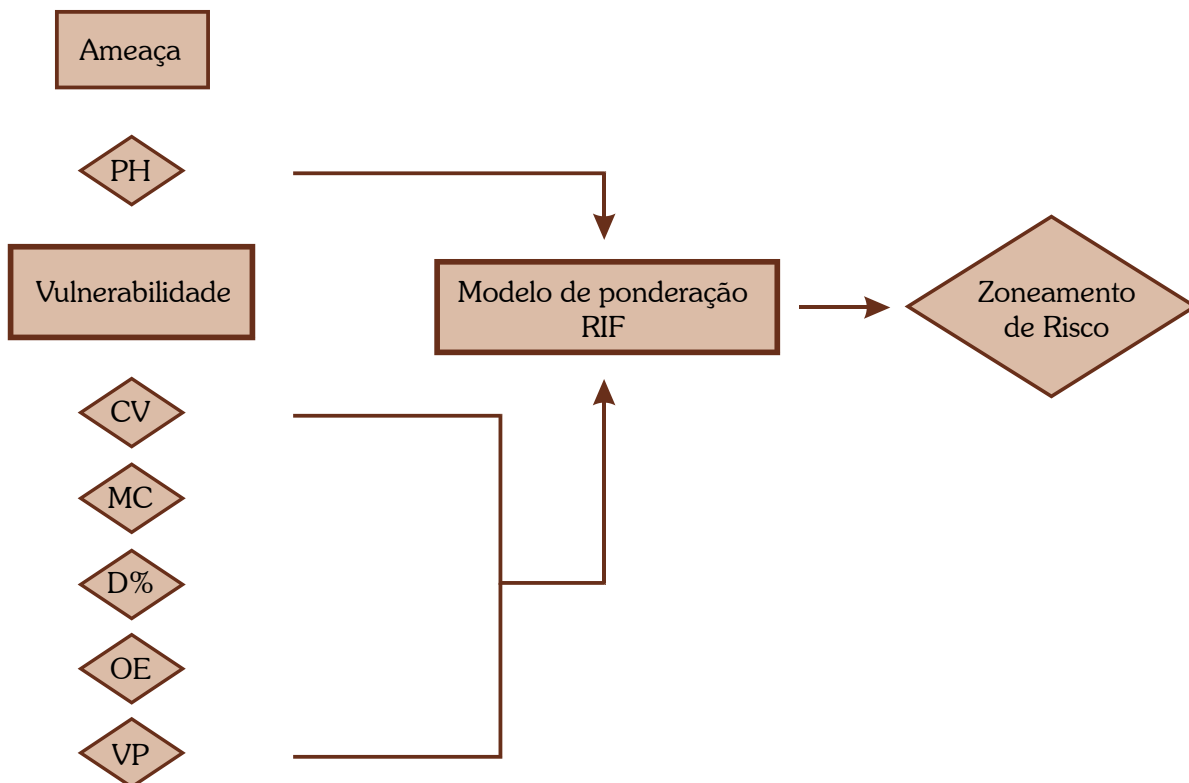 Ameaça
PH
Vulnerabilidade
Modelo de ponderação
RIF
Zoneamento
de Risco
CV
MC
D%
OE
VP